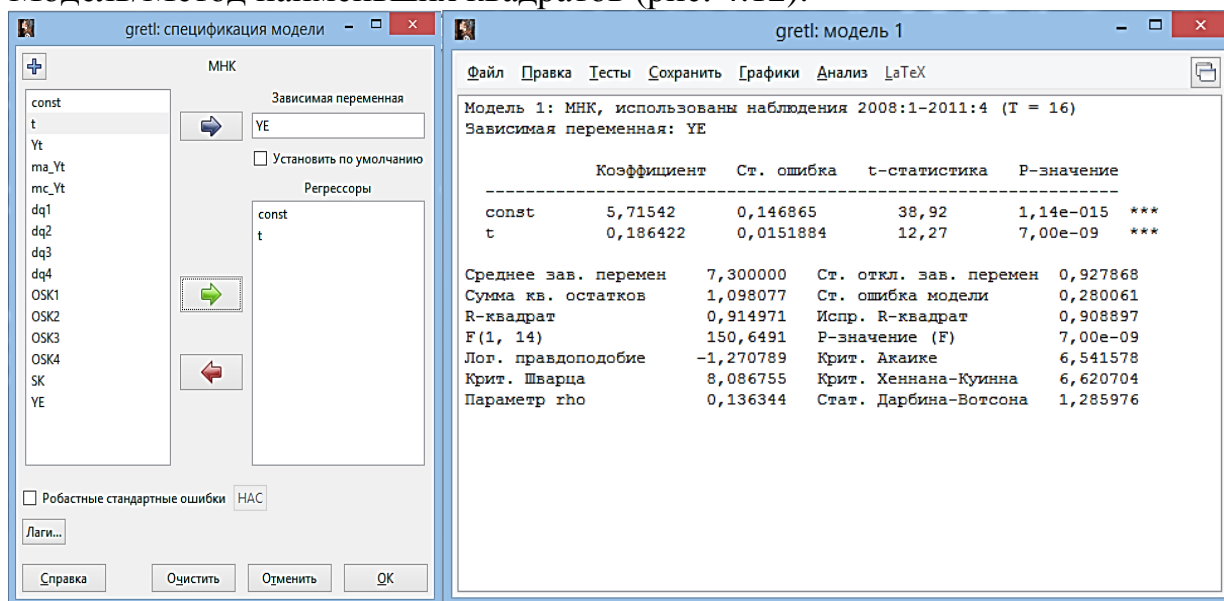 Модель/Метод наименьших квадратов (рис. 4.12).
gretl: спецификация модели
МНК
const
t
Yt
ma_Yt
mc_Yt
dq1
dq2
dq3
dq4
OSK1
OSK2
OSK3
OSK4
SK
YE
Зависимая переменная
YE
Установить по умолчанию
Регрессоры
const
t
Робастные стандартные ошибки HAC
Лаги...
Справка Очистить Отменить OK
gretl: модель 1
Файл Правка Тесты Сохранить Графики Анализ LaTeX
Модель 1: МНК, использованы наблюдения 2008:1-2011:4 (T = 16)
Зависимая переменная: YE
Коэффициент Ст. ошибка t-статистика P-значение
---------------------------------------------------------------
const 5,71542 0,146865 38,92 1,14e-015 ***
t 0,186422 0,0151884 12,27 7,00e-09 ***
Среднее зав. перемен 7,300000 Ст. откл. зав. перемен 0,927868
Сумма кв. остатков 1,098077 Ст. ошибка модели 0,280061
R-квадрат 0,914971 Испр. R-квадрат 0,908897
F(1, 14) 150,6491 Р-значение (F) 7,00e-09
Лог. правдоподобие -1,270789 Крит. Акаике 6,541578
Крит. Шварца 8,086755 Крит. Хеннана-Куинна 6,620704
Параметр rho 0,136344 Стат. Дарбина-Вотсона 1,285976